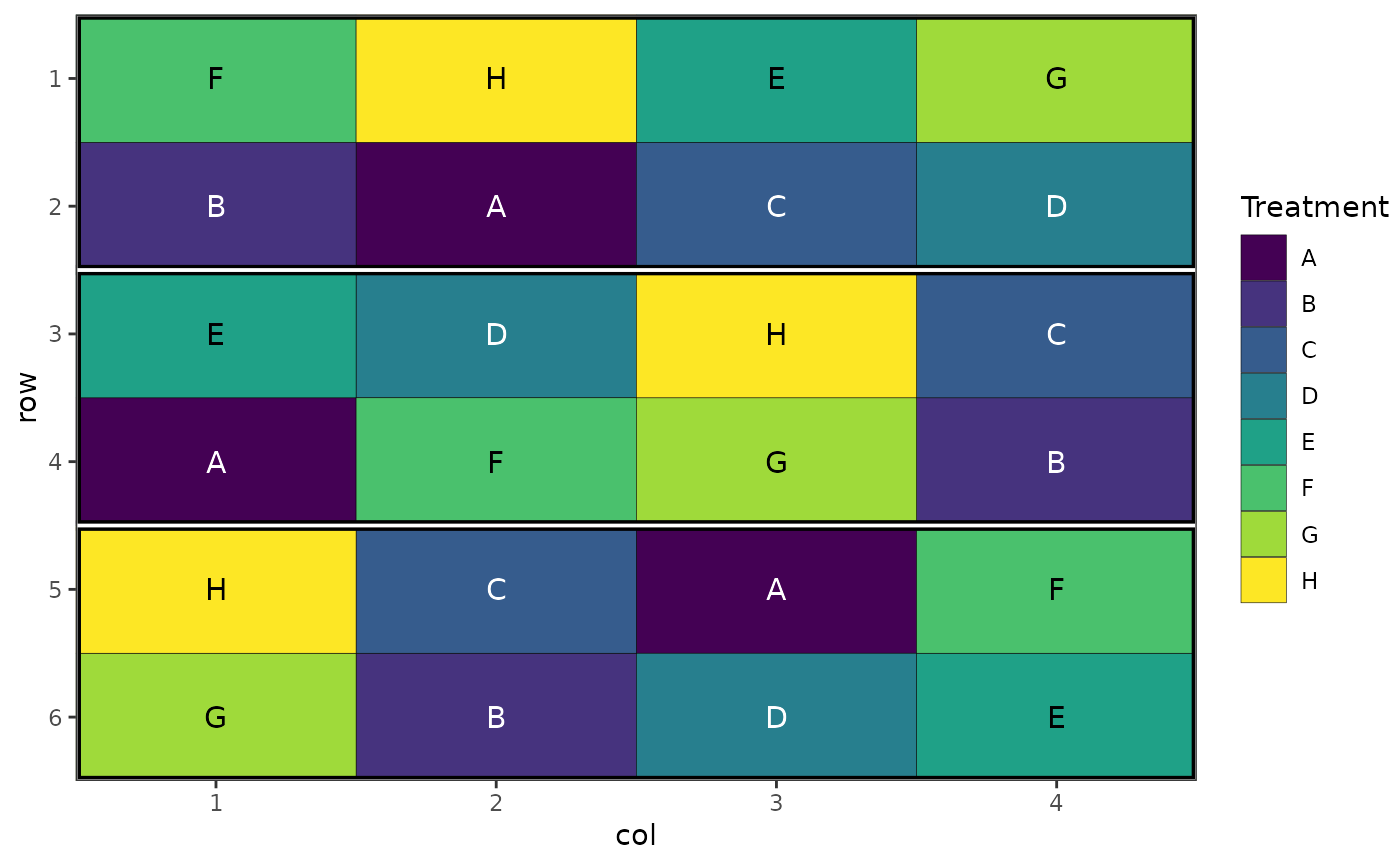 1 F H E G
2 B A C D
Treatment
A
B
C
D
E
F
G
H
3 E D H C
row
4 A F G B
5 H C A F
6 G B D E
1 2 3 4
col